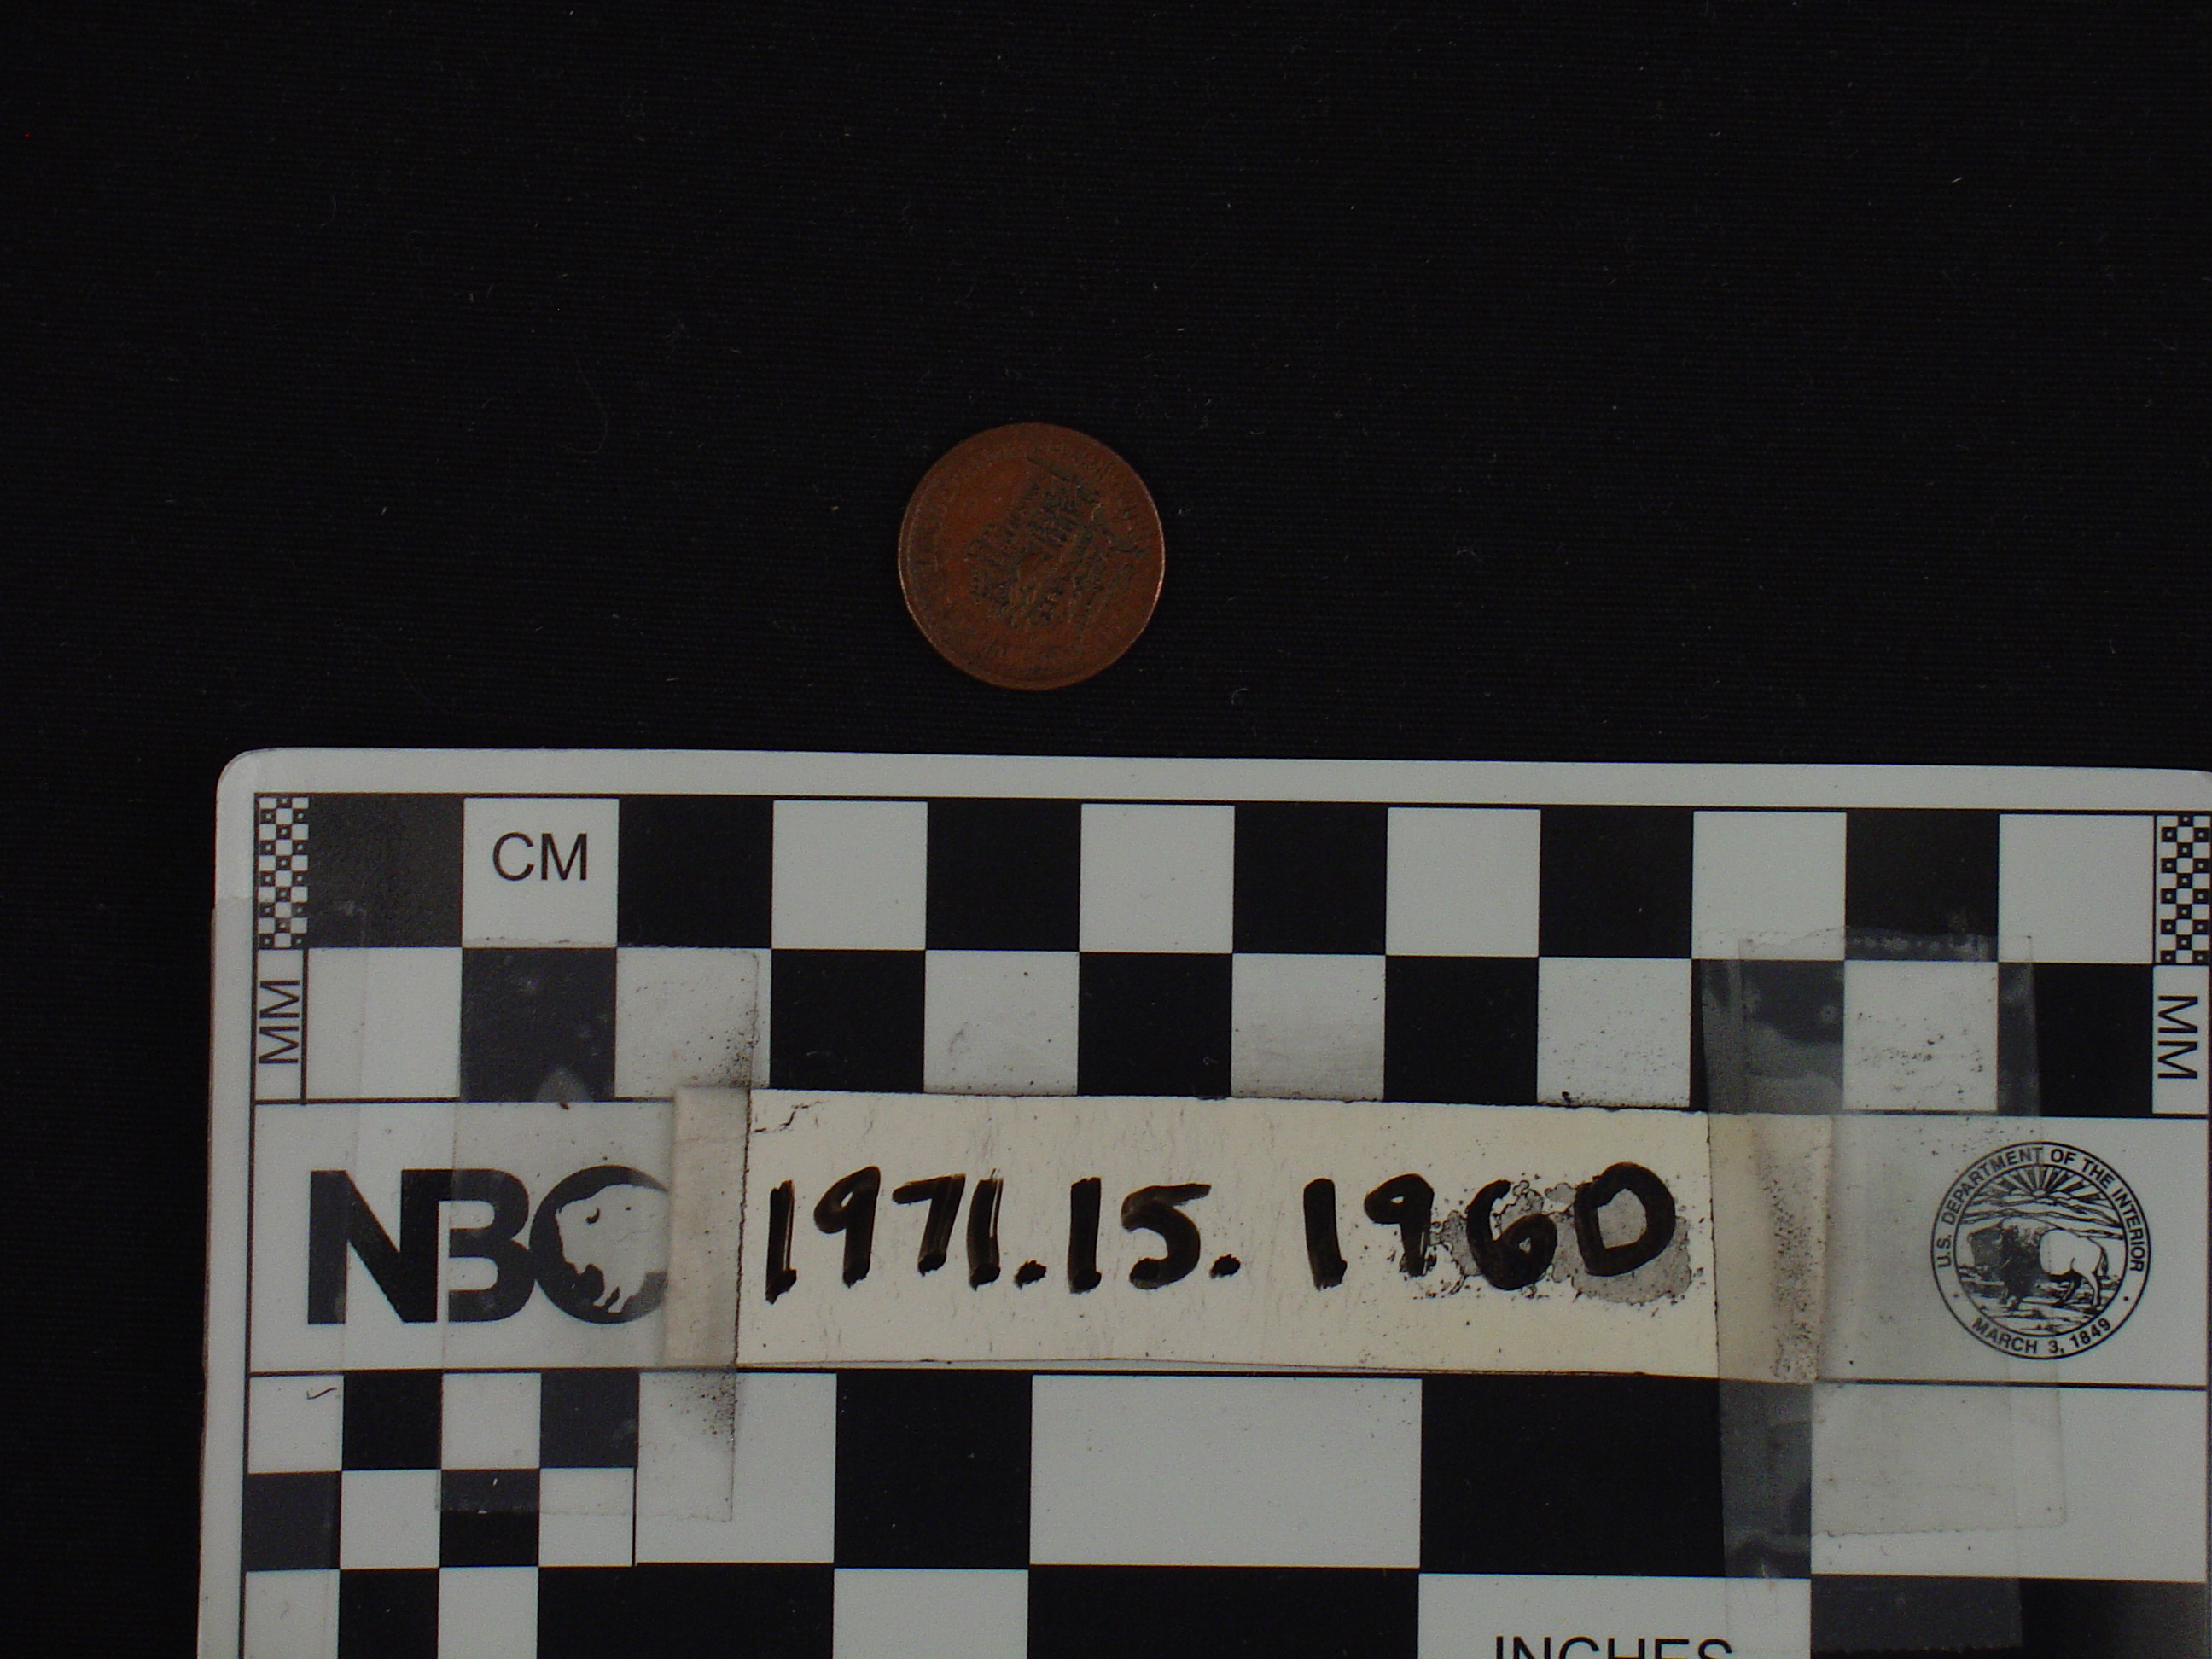 CM
MM
MM
NBC
1971.15.1960
U.S. DEPARTMENT OF THE INTERIOR
MARCH 3, 1849
INCHES